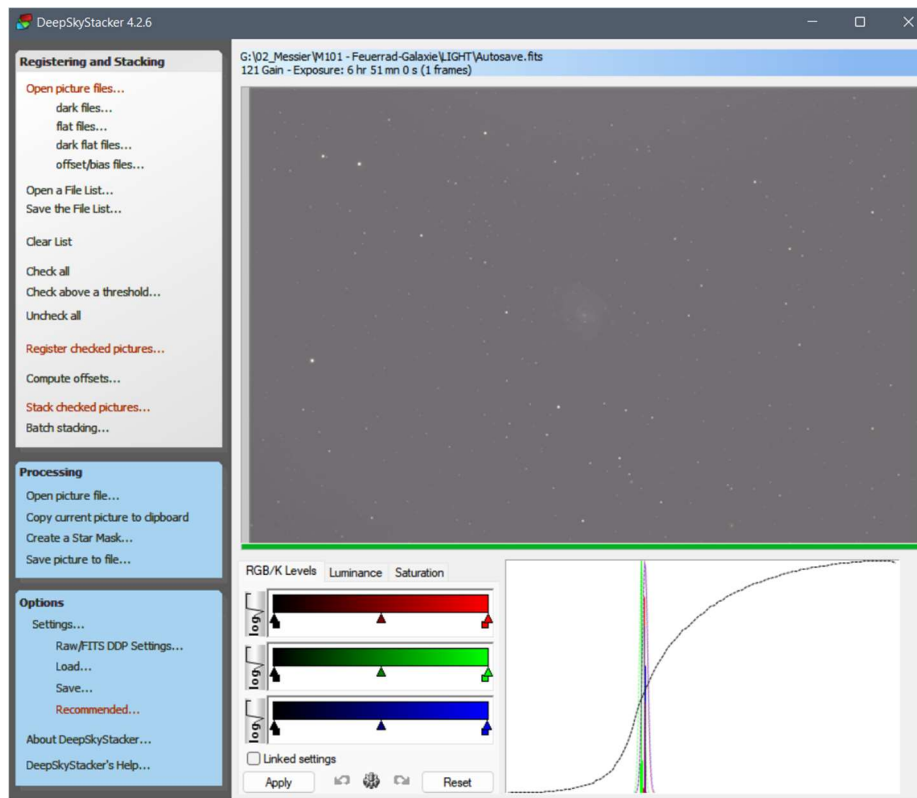 DeepSkyStacker 4.2.6
Registering and Stacking
Open picture files...
dark files...
flat files...
dark flat files...
offset/bias files...
Open a File List...
Save the File List...
Clear List
Check all
Check above a threshold...
Uncheck all
Register checked pictures...
Compute offsets...
Stack checked pictures...
Batch stacking...
Processing
Open picture file...
Copy current picture to clipboard
Create a Star Mask...
Save picture to file...
Options
Settings...
Raw/FITS DDP Settings...
Load...
Save...
Recommended...
About DeepSkyStacker...
DeepSkyStacker's Help...
G:\02_Messier\M101 - Feuerrad-Galaxie\LIGHT\Autosave.fits
121 Gain - Exposure: 6 hr 51 mn 0 s (1 frames)
RGB/K Levels
Luminance
Saturation
log
log
log
Linked settings
Apply
Reset